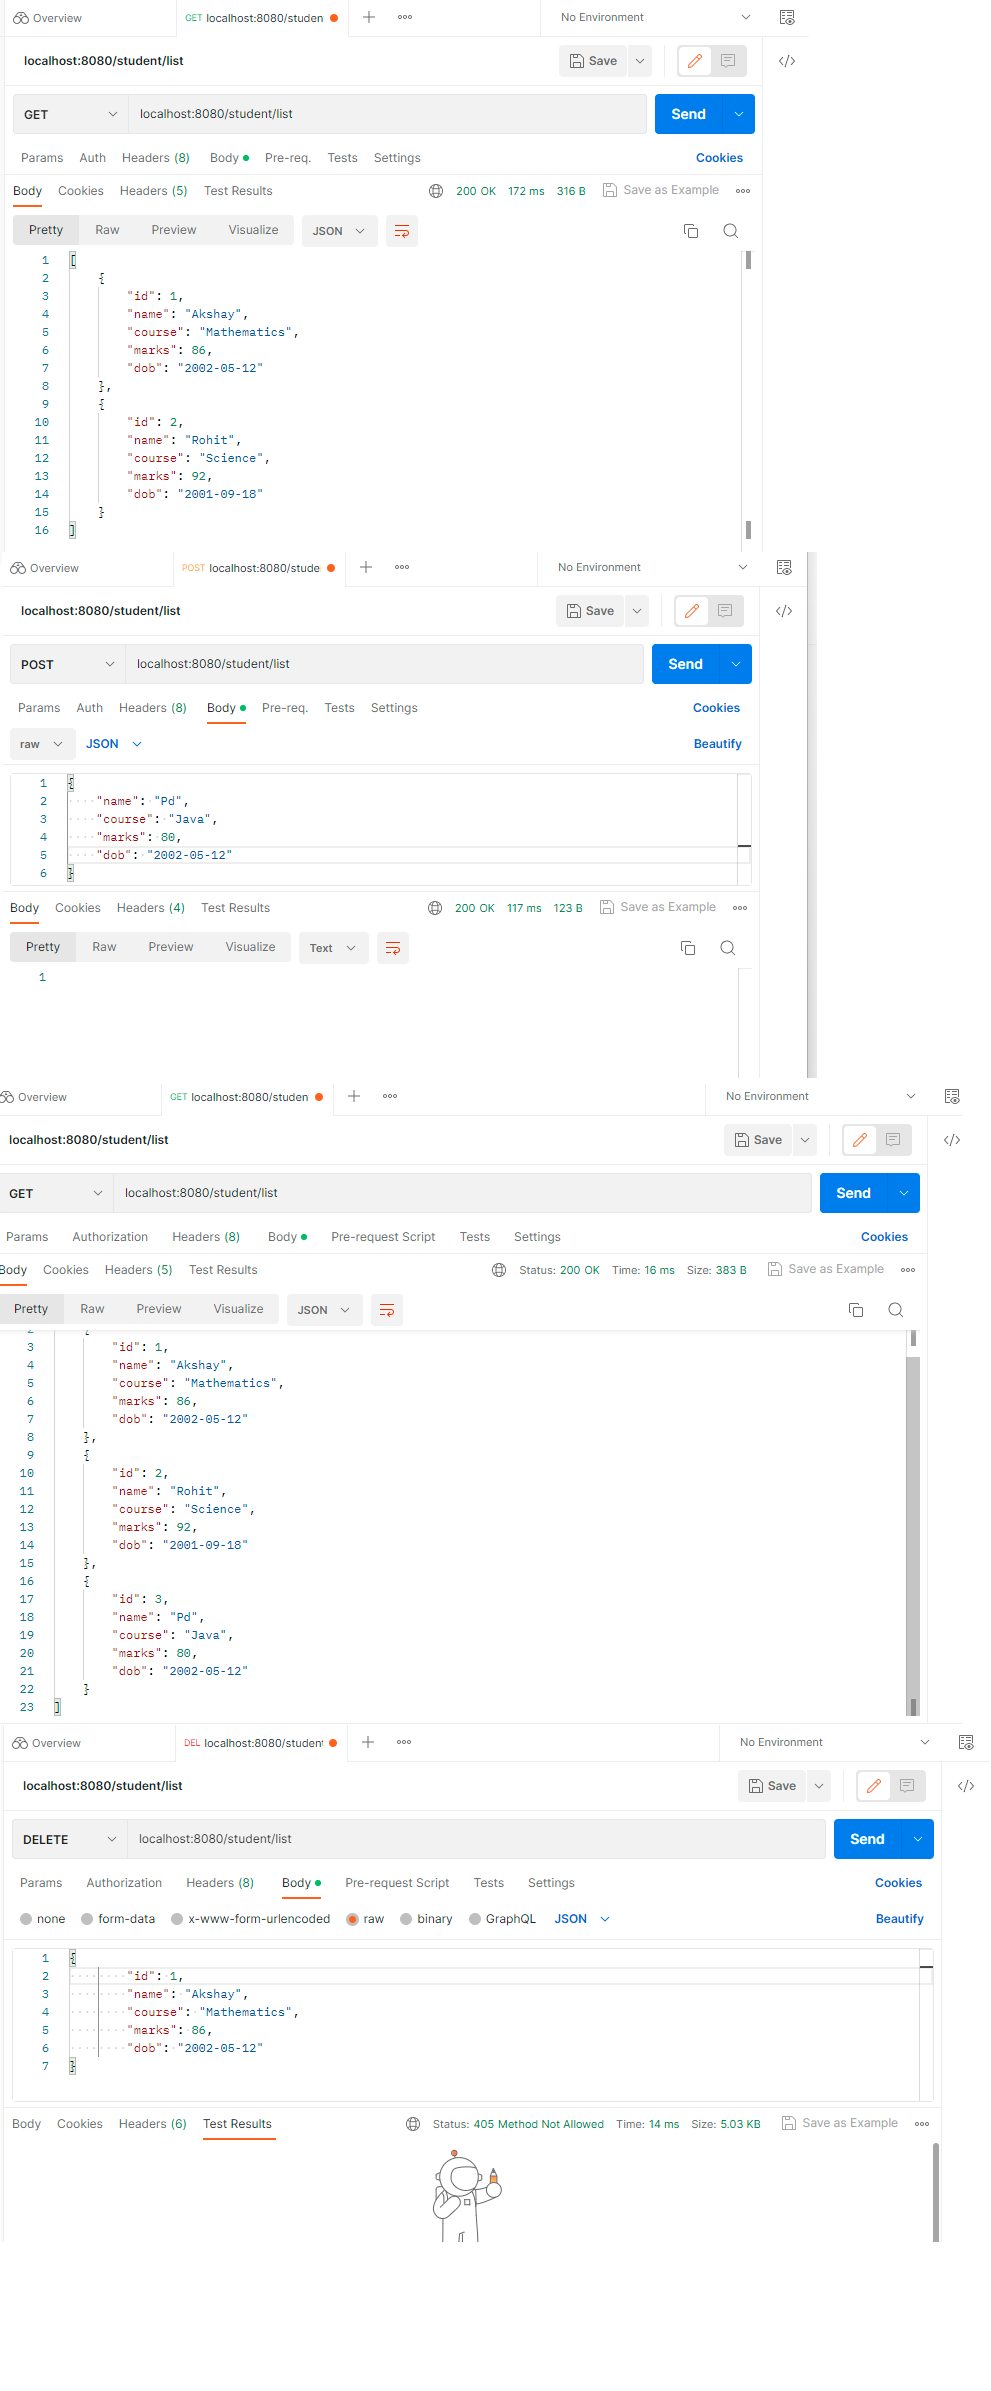 Overview GET localhost:8080/studen No Environment
localhost:8080/student/list Save
GET localhost:8080/student/list Send
Params Auth Headers (8) Body Pre-req. Tests Settings Cookies
Body Cookies Headers (5) Test Results 200 OK 172 ms 316 B Save as Example
Pretty Raw Preview Visualize JSON
1 [
2 {
3 "id": 1,
4 "name": "Akshay",
5 "course": "Mathematics",
6 "marks": 86,
7 "dob": "2002-05-12"
8 },
9 {
10 "id": 2,
11 "name": "Rohit",
12 "course": "Science",
13 "marks": 92,
14 "dob": "2001-09-18"
15 }
16 ]
Overview POST localhost:8080/stude No Environment
localhost:8080/student/list Save
POST localhost:8080/student/list Send
Params Auth Headers (8) Body Pre-req. Tests Settings Cookies
raw JSON Beautify
1 {
2 "name": "Pd",
3 "course": "Java",
4 "marks": 80,
5 "dob": "2002-05-12"
6 }
Body Cookies Headers (4) Test Results 200 OK 117 ms 123 B Save as Example
Pretty Raw Preview Visualize Text
1
Overview GET localhost:8080/studen No Environment
localhost:8080/student/list Save
GET localhost:8080/student/list Send
Params Authorization Headers (8) Body Pre-request Script Tests Settings Cookies
Body Cookies Headers (5) Test Results Status: 200 OK Time: 16 ms Size: 383 B Save as Example
Pretty Raw Preview Visualize JSON
2 {
3 "id": 1,
4 "name": "Akshay",
5 "course": "Mathematics",
6 "marks": 86,
7 "dob": "2002-05-12"
8 },
9 {
10 "id": 2,
11 "name": "Rohit",
12 "course": "Science",
13 "marks": 92,
14 "dob": "2001-09-18"
15 },
16 {
17 "id": 3,
18 "name": "Pd",
19 "course": "Java",
20 "marks": 80,
21 "dob": "2002-05-12"
22 }
23 ]
Overview DEL localhost:8080/student No Environment
localhost:8080/student/list Save
DELETE localhost:8080/student/list Send
Params Authorization Headers (8) Body Pre-request Script Tests Settings Cookies
none form-data x-www-form-urlencoded raw binary GraphQL JSON Beautify
1 {
2 "id": 1,
3 "name": "Akshay",
4 "course": "Mathematics",
5 "marks": 86,
6 "dob": "2002-05-12"
7 }
Body Cookies Headers (6) Test Results Status: 405 Method Not Allowed Time: 14 ms Size: 5.03 KB Save as Example